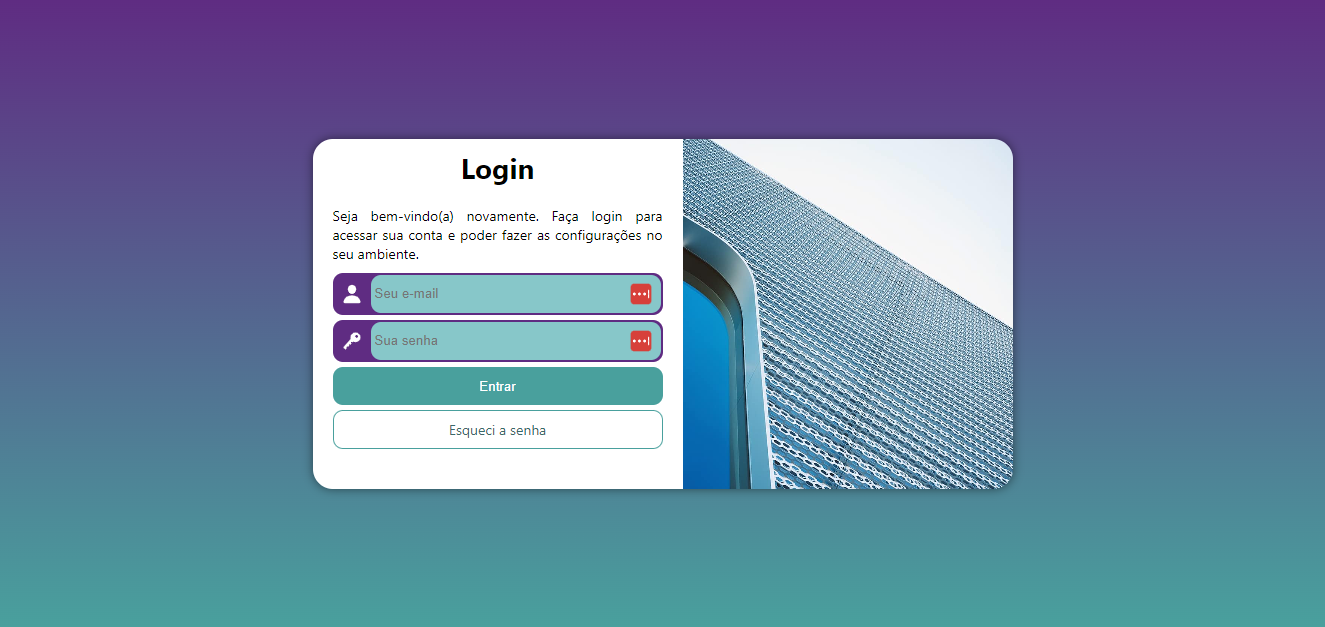 Login
Seja bem-vindo(a) novamente. Faça login para
acessar sua conta e poder fazer as configurações no
seu ambiente.
Seu e-mail
Sua senha
Entrar
Esqueci a senha